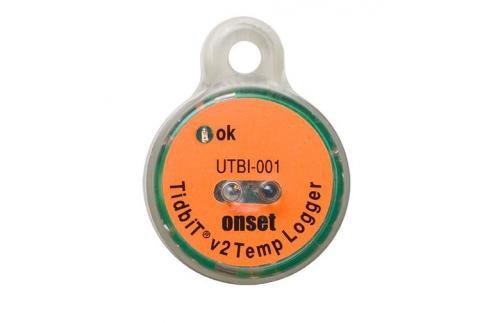 ok
UTBI-001
onset
TidbiT® v2 Temp Logger